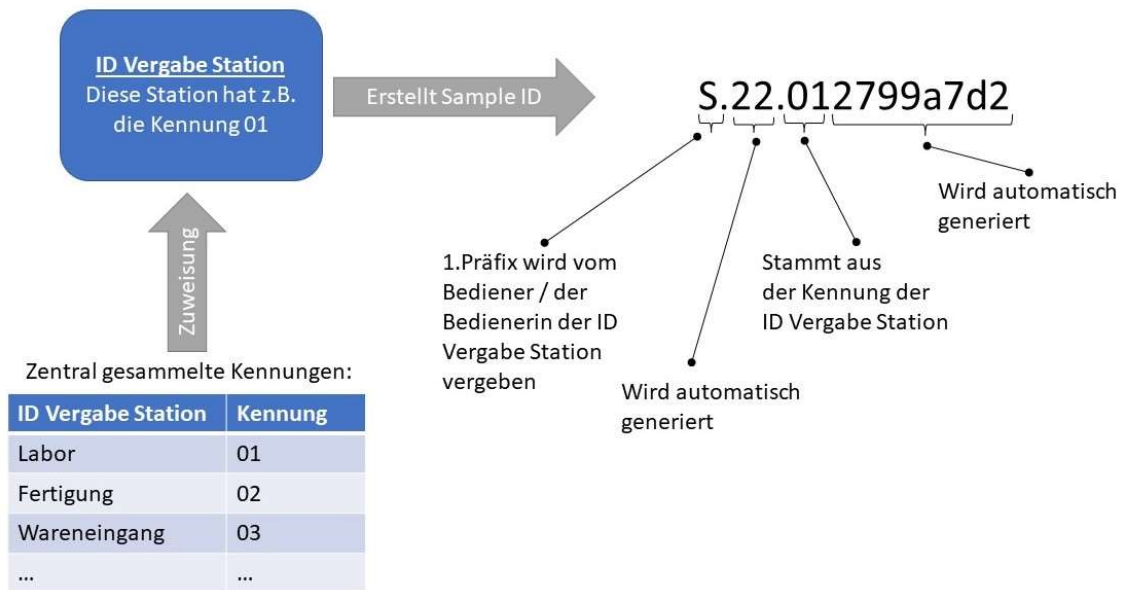 ID Vergabe Station
Diese Station hat z.B.
die Kennung 01
Erstellt Sample ID
S.22.012799a7d2
Wird automatisch
generiert
1.Präfix wird vom
Bediener / der
Bedienerin der ID
Vergabe Station
vergeben
Stammt aus
der Kennung der
ID Vergabe Station
Wird automatisch
generiert
Zuweisung
Zentral gesammelte Kennungen:
ID Vergabe Station Kennung
Labor 01
Fertigung 02
Wareneingang 03
... ...